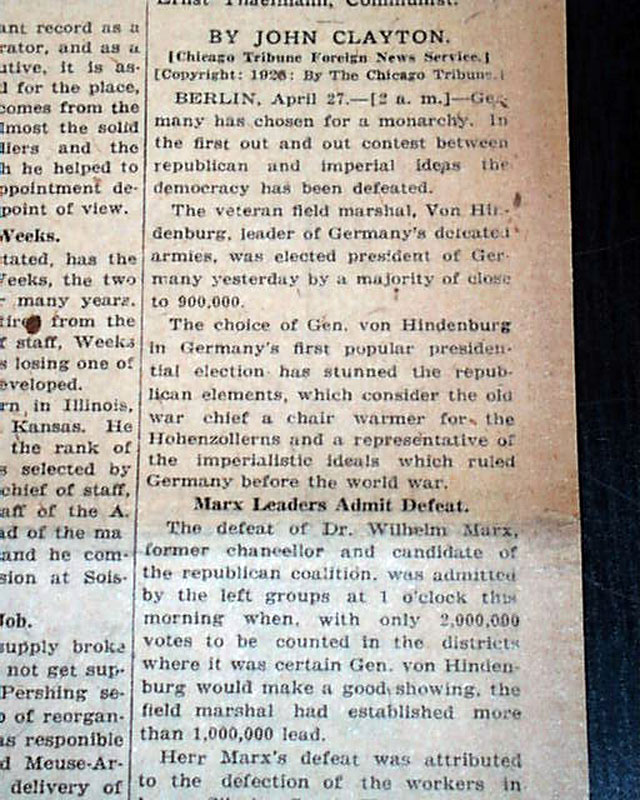 ant record as a
rator, and as a
utive, it is as-
d for the place,
comes from the
lmost the solid
lliers and the
h he helped to
ppointment de-
point of view.
Weeks.
tated, has the
Weeks, the two
r many years.
from the
f staff, Weeks
s losing one of
eveloped.
rn in Illinois,
Kansas. He
the rank of
s selected by
chief of staff,
aff of the A.
ad of the ma
and he com-
sion at Sois-
Job.
supply broke
not get sup-
Pershing se-
o of reorgan-
as responible
d Meuse-Ar-
delivery of
Ernst Thaelmann, Communist.
BY JOHN CLAYTON.
[Chicago Tribune Foreign News Service.]
[Copyright: 1925: By The Chicago Tribune.]
BERLIN, April 27.—[2 a. m.]—Ger-
many has chosen for a monarchy. In
the first out and out contest between
republican and imperial ideas the
democracy has been defeated.
The veteran field marshal, Von Hin-
denburg, leader of Germany's defeated
armies, was elected president of Ger-
many yesterday by a majority of close
to 900,000.
The choice of Gen. von Hindenburg
in Germany's first popular presiden-
tial election has stunned the repub-
lican elements, which consider the old
war chief a chair warmer for the
Hohenzollerns and a representative of
the imperialistic ideals which ruled
Germany before the world war.
Marx Leaders Admit Defeat.
The defeat of Dr. Wilhelm Marx,
former chancellor and candidate of
the republican coalition, was admitted
by the left groups at 1 o'clock this
morning when, with only 2,000,000
votes to be counted in the districts
where it was certain Gen. von Hinden-
burg would make a good showing, the
field marshal had established more
than 1,000,000 lead.
Herr Marx's defeat was attributed
to the defection of the workers in